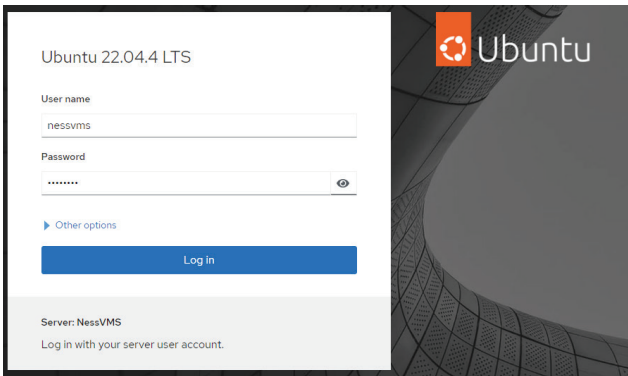 Ubuntu 22.04.4 LTS
User name
nessvms
Password
••••••••
Other options
Log in
Server: NessVMS
Log in with your server user account.
Ubuntu